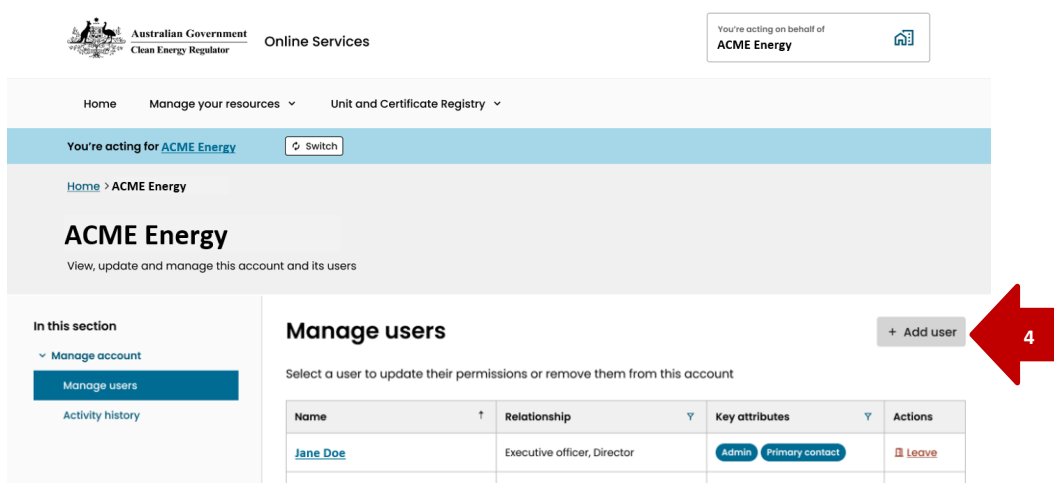 Australian Government
Clean Energy Regulator
Online Services
You're acting on behalf of
ACME Energy
Home Manage your resources Unit and Certificate Registry
You're acting for ACME Energy Switch
Home > ACME Energy
ACME Energy
View, update and manage this account and its users
In this section
Manage account
Manage users
Activity history
Manage users
+ Add user
4
Select a user to update their permissions or remove them from this account
Name ↑ Relationship Key attributes Actions
Jane Doe Executive officer, Director Admin Primary contact Leave